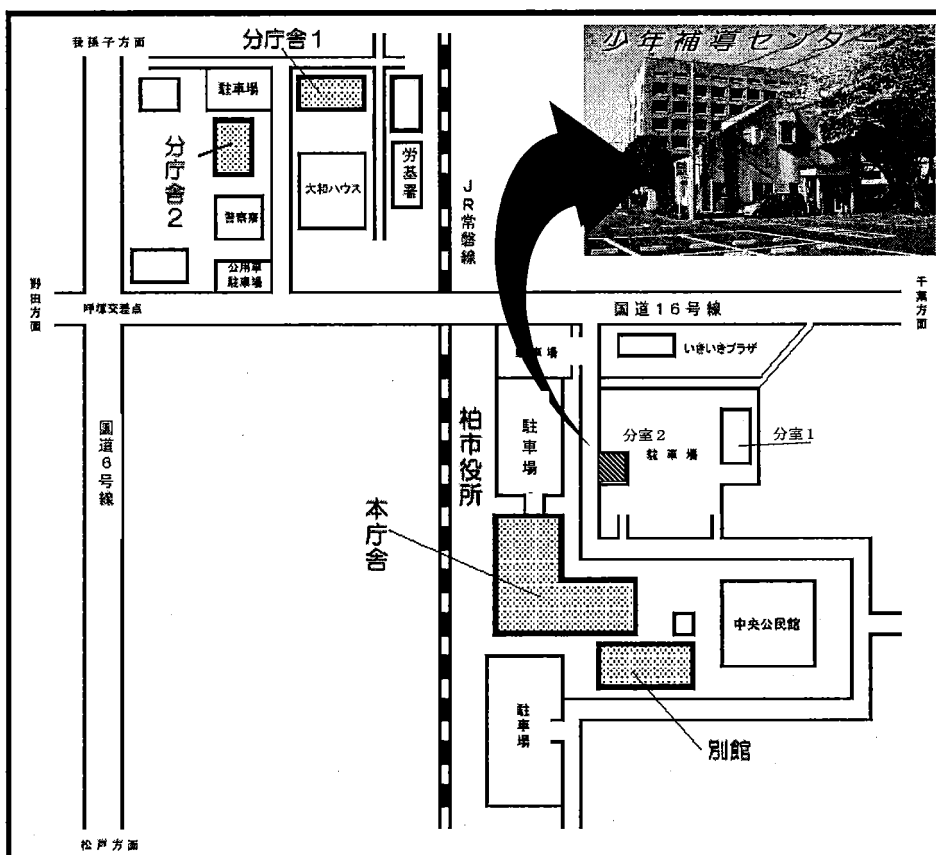 我孫子方面
分庁舎1
少年補導センター
駐車場
分庁舎2
大和ハウス
労基署
JR常磐線
警察署
公用車
駐車場
野田方面
呼塚交差点
国道16号線
千葉方面
駐車場
いきいきプラザ
国道6号線
柏市役所
駐車場
分室2
駐車場
分室1
本庁舎
中央公民館
駐車場
別館
松戸方面